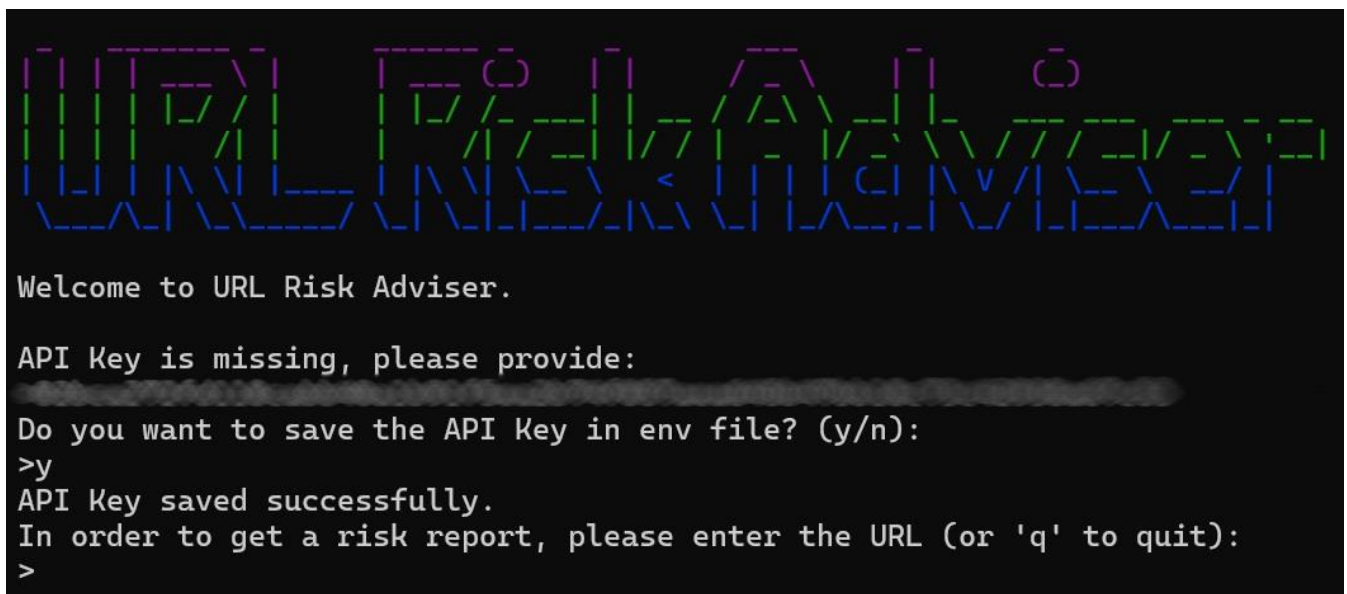 URL Risk Adviser
Welcome to URL Risk Adviser.
API Key is missing, please provide:
Do you want to save the API Key in env file? (y/n):
>y
API Key saved successfully.
In order to get a risk report, please enter the URL (or 'q' to quit):
>